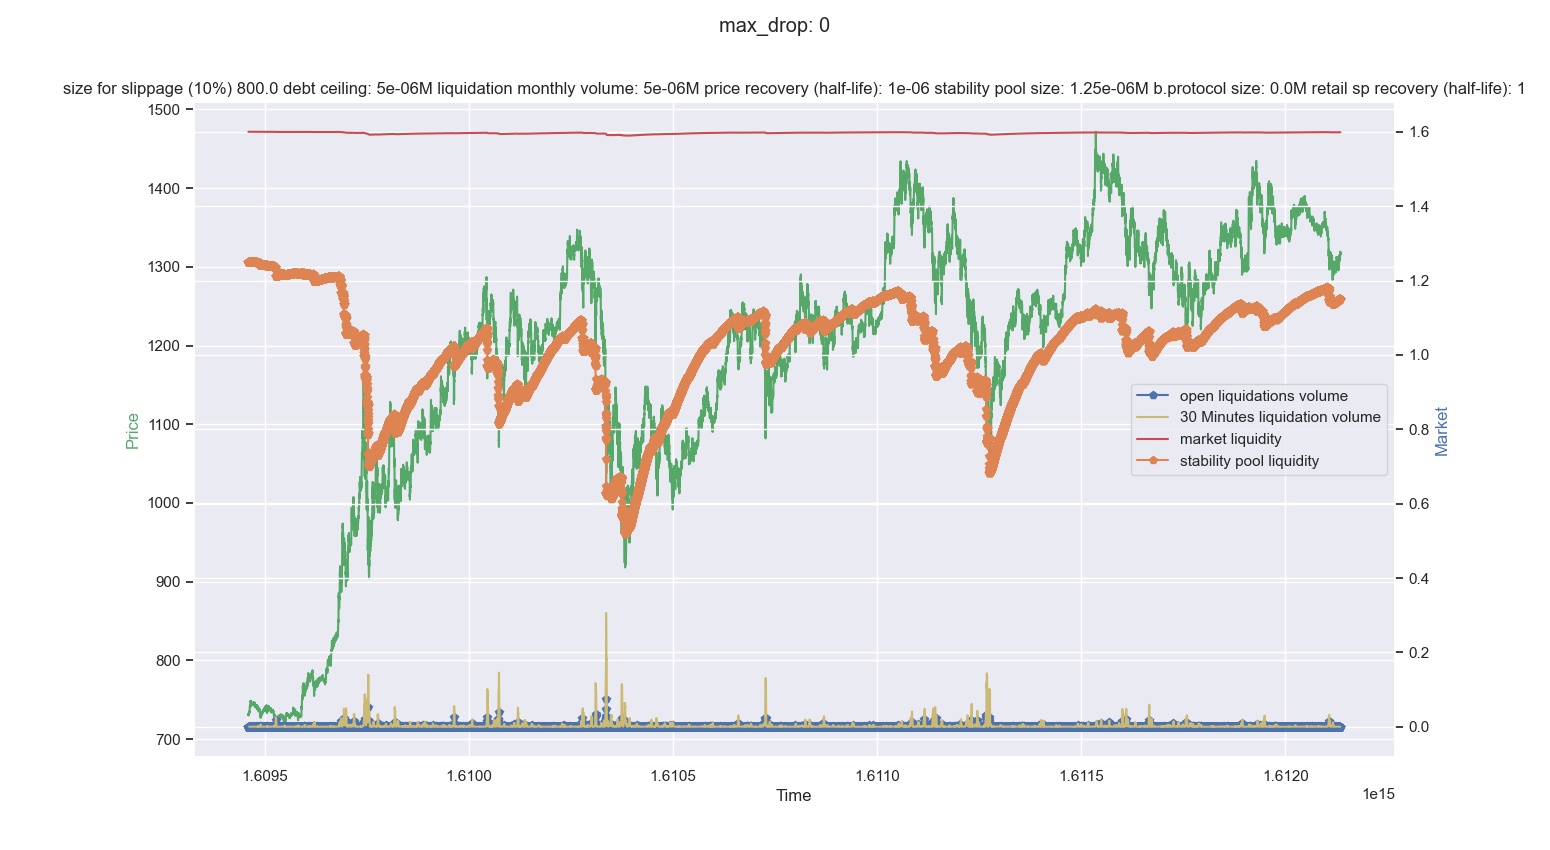 max_drop: 0
size for slippage (10%) 800.0 debt ceiling: 5e-06M liquidation monthly volume: 5e-06M price recovery (half-life): 1e-06 stability pool size: 1.25e-06M b.protocol size: 0.0M retail sp recovery (half-life): 1
1500
1400
1300
1200
1100
1000
900
800
700
Price
1.6
1.4
1.2
1.0
0.8
0.6
0.4
0.2
0.0
Market
open liquidations volume
30 Minutes liquidation volume
market liquidity
stability pool liquidity
1.6095
1.6100
1.6105
1.6110
1.6115
1.6120
Time
1e15